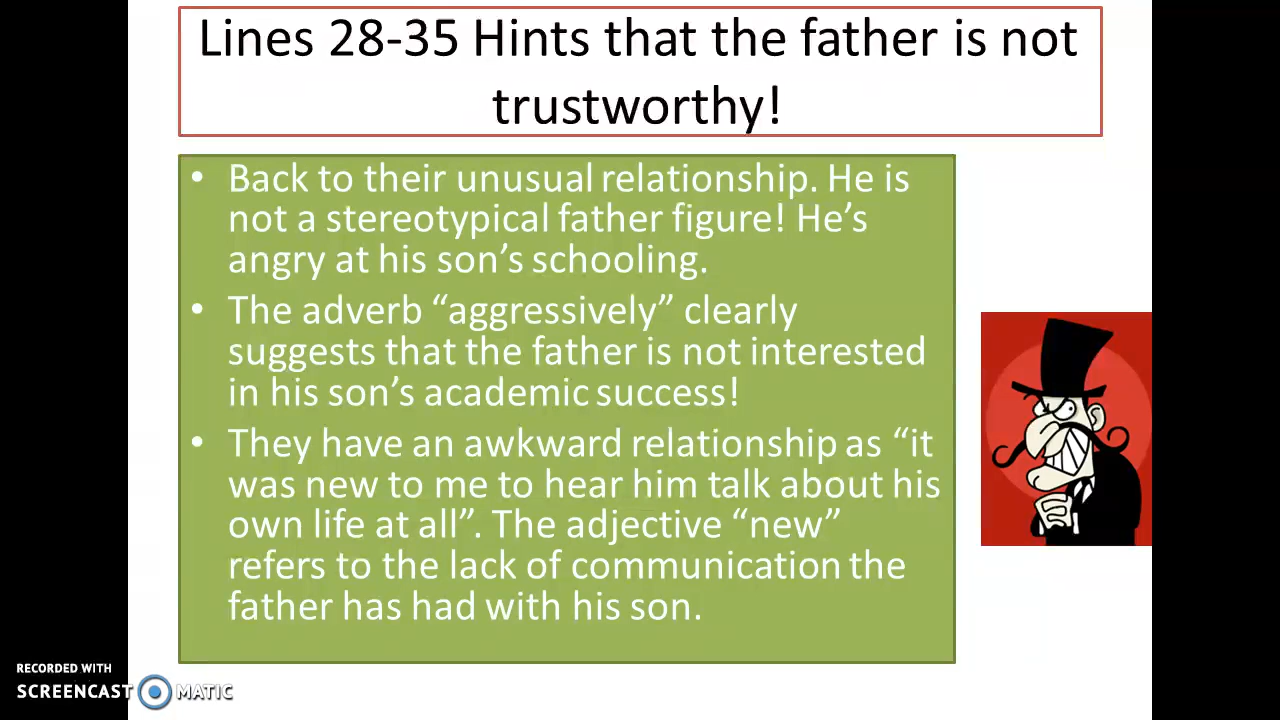 Lines 28-35 Hints that the father is not
trustworthy!
• Back to their unusual relationship. He is
not a stereotypical father figure! He’s
angry at his son’s schooling.
• The adverb “aggressively” clearly
suggests that the father is not interested
in his son’s academic success!
• They have an awkward relationship as “it
was new to me to hear him talk about his
own life at all”. The adjective “new”
refers to the lack of communication the
father has had with his son.
RECORDED WITH
SCREENCAST MATIC